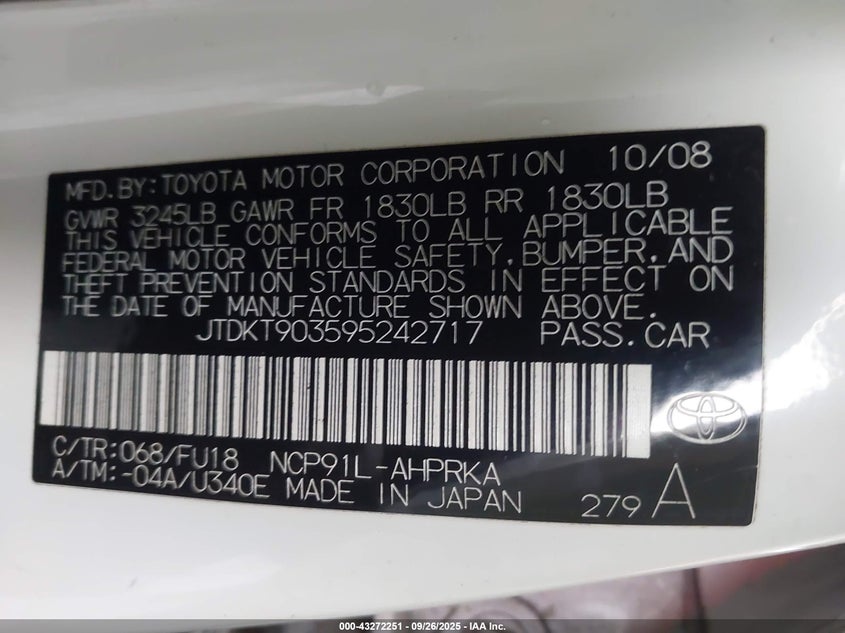 MFD.BY:TOYOTA MOTOR CORPORATION 10/08
GVWR 3245LB GAWR FR 1830LB RR 1830LB
THIS VEHICLE CONFORMS TO ALL APPLICABLE
FEDERAL MOTOR VEHICLE SAFETY,BUMPER,AND
THEFT PREVENTION STANDARDS IN EFFECT ON
THE DATE OF MANUFACTURE SHOWN ABOVE.
JTDKT903595242717 PASS.CAR
C/TR:068/FU18 NCP91L-AHPRKA
A/TM:-04A/U340E MADE IN JAPAN
279 A
000-43272251 - 09/26/2025 - IAA Inc.